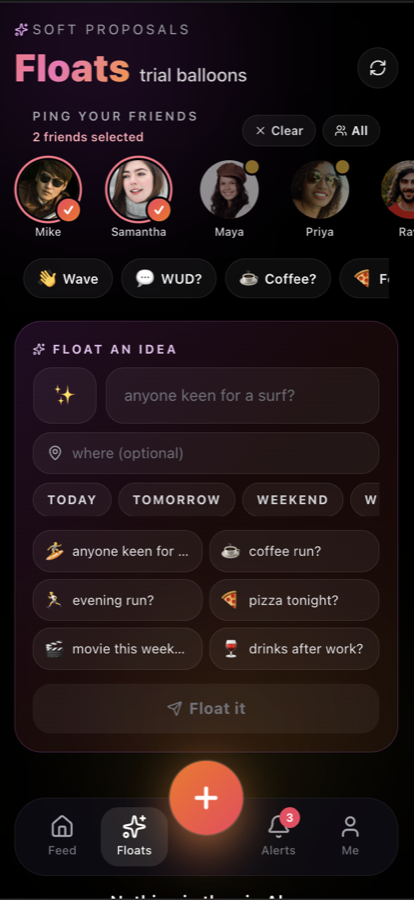 SOFT PROPOSALS
Floats trial balloons
PING YOUR FRIENDS
2 friends selected
Clear
All
Mike
Samantha
Maya
Priya
Wave
WUD?
Coffee?
FLOAT AN IDEA
anyone keen for a surf?
where (optional)
TODAY
TOMORROW
WEEKEND
W
anyone keen for ...
coffee run?
evening run?
pizza tonight?
movie this week...
drinks after work?
Float it
3
Feed
Floats
Alerts
Me